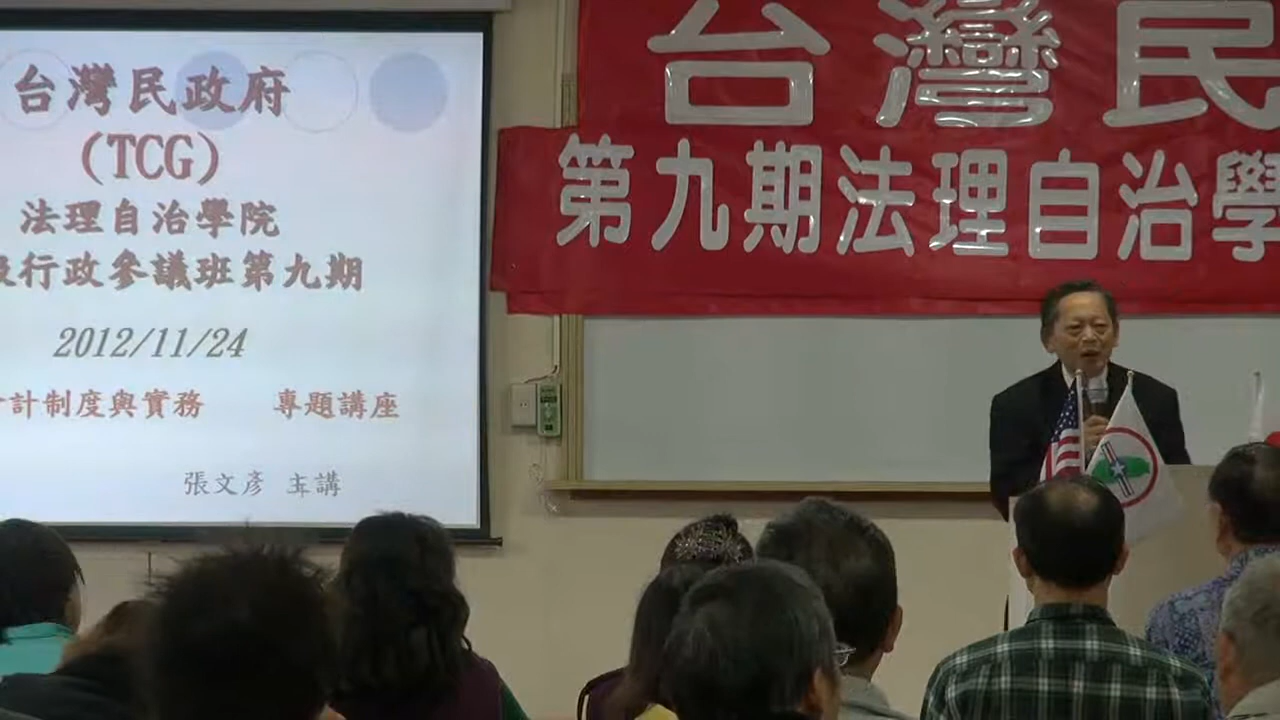 台灣民政府
(TCG)
法理自治學院
行政參議班第九期
2012/11/24
計制度與實務 專題講座
張文彥 主講
台灣民
第九期法理自治學